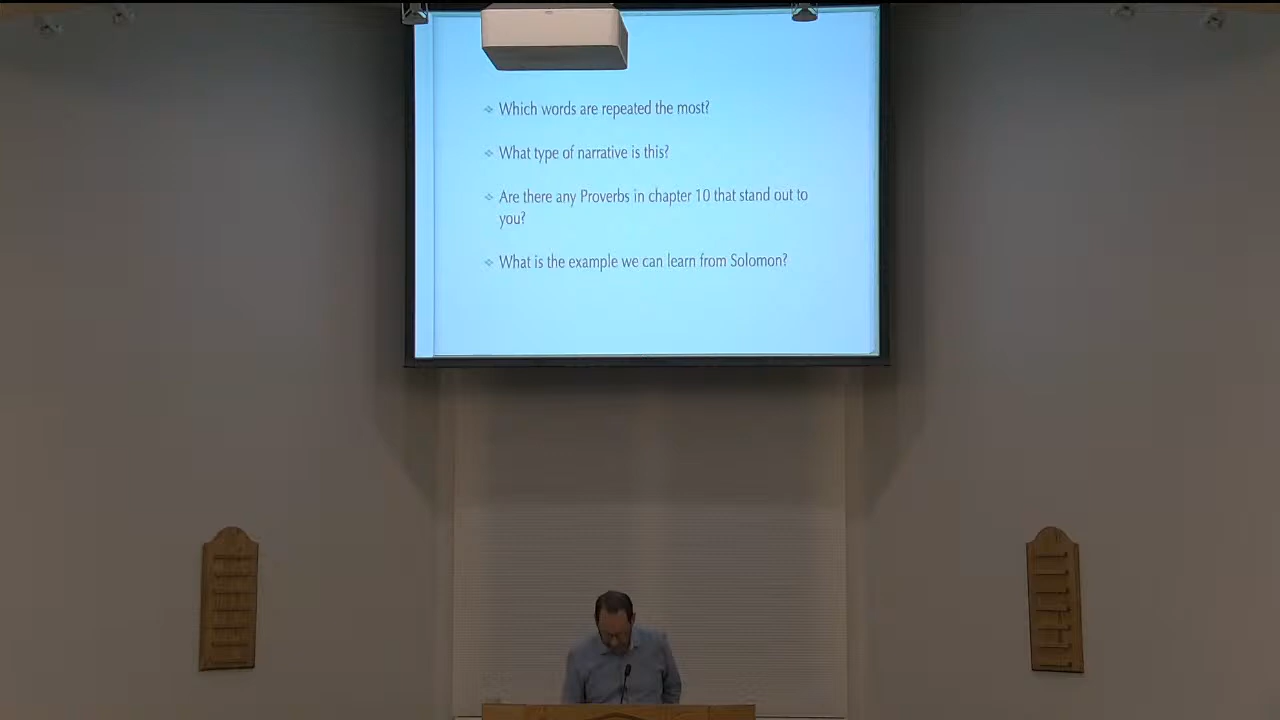 Which words are repeated the most?
What type of narrative is this?
Are there any Proverbs in chapter 10 that stand out to
you?
What is the example we can learn from Solomon?